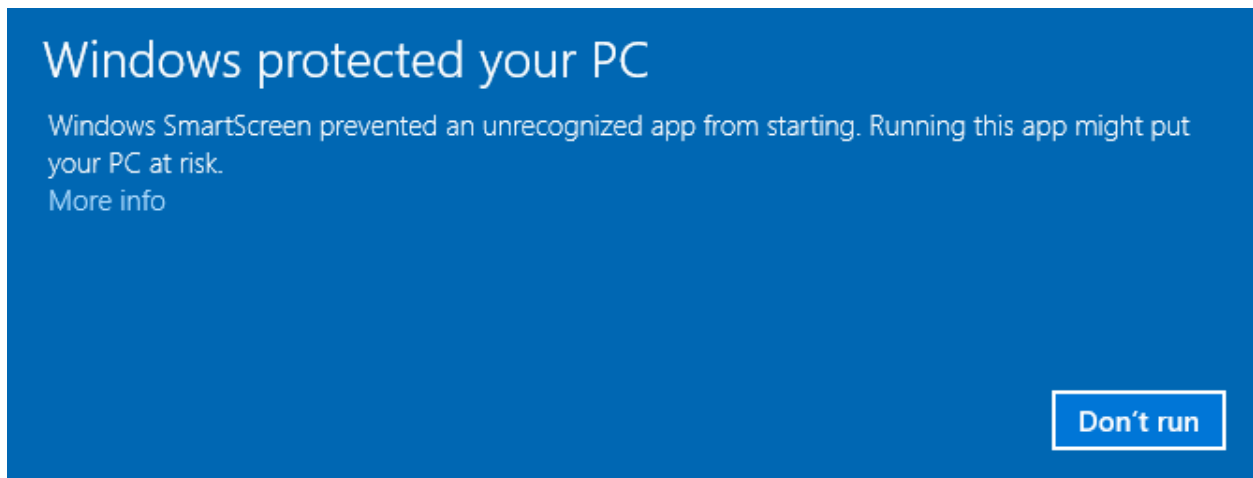 Windows protected your PC
Windows SmartScreen prevented an unrecognized app from starting. Running this app might put
your PC at risk.
More info
Don’t run